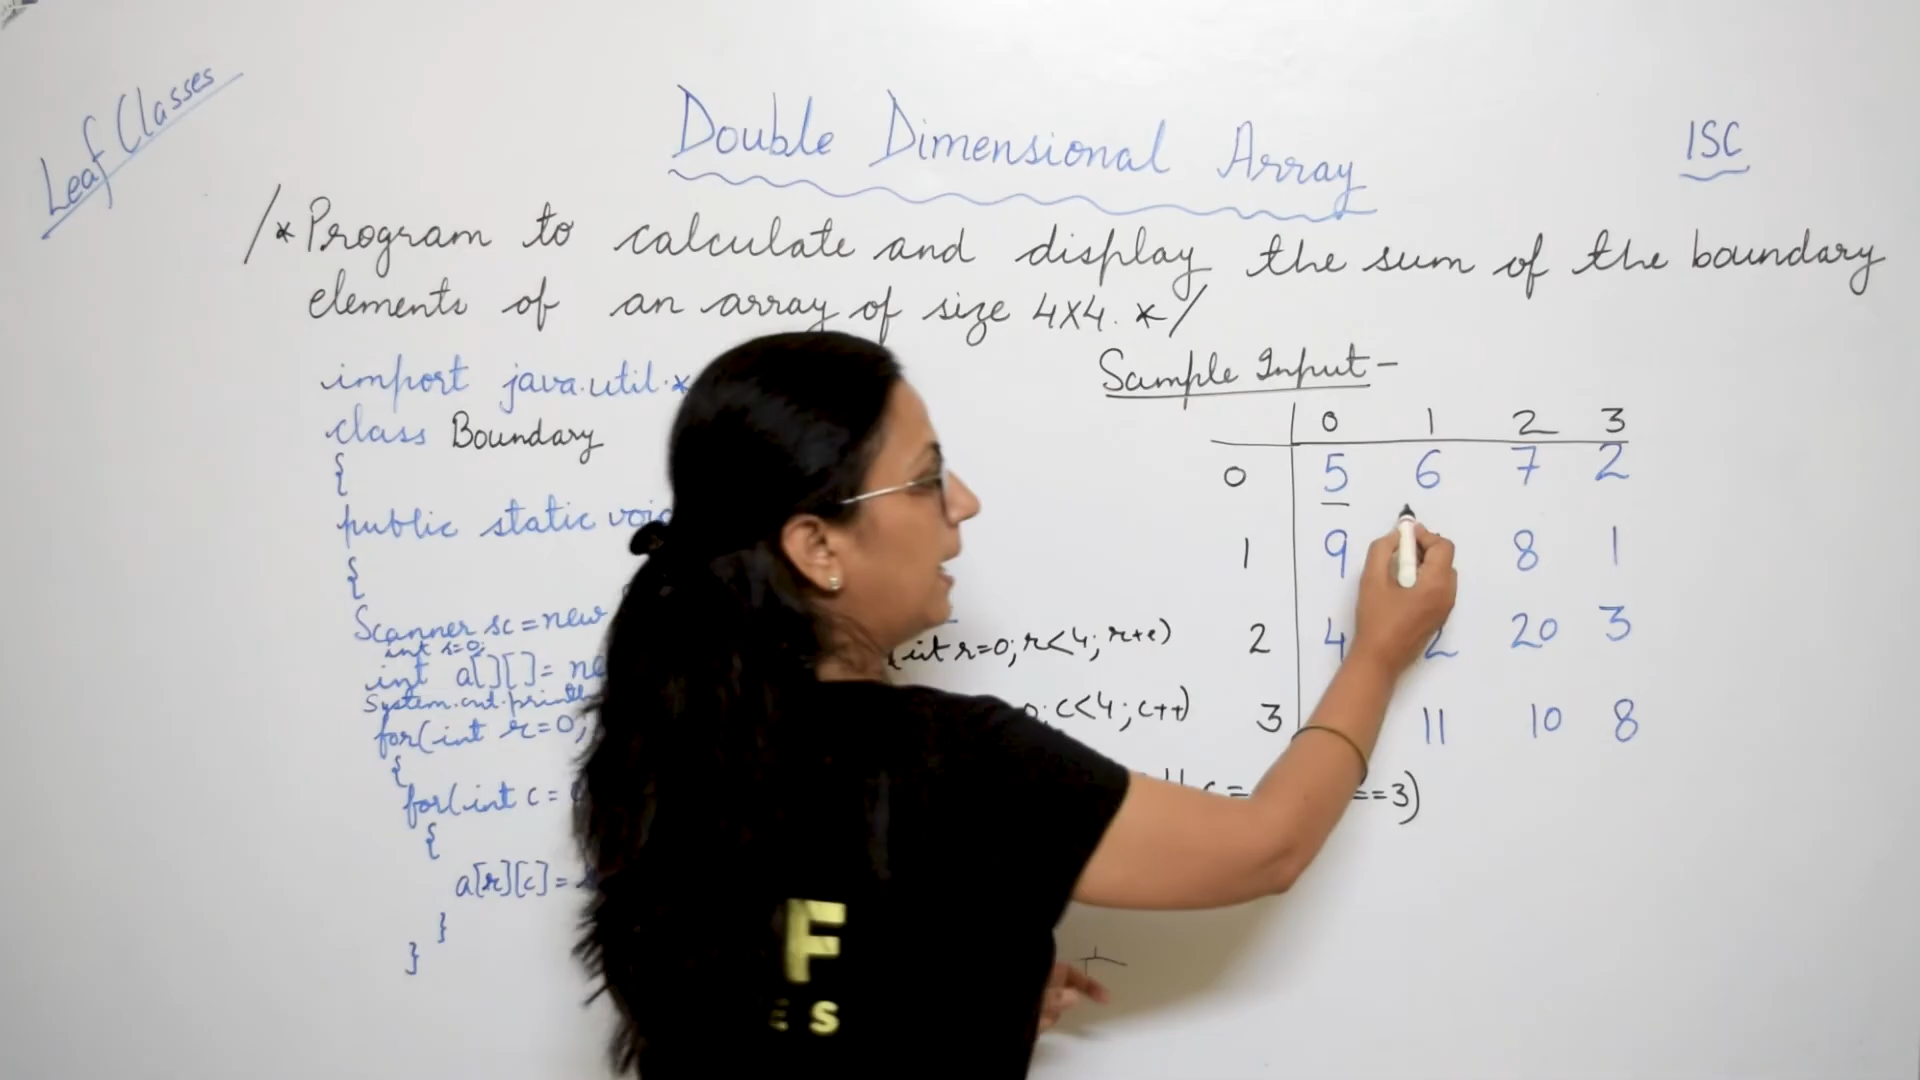 Leaf Classes
Double Dimensional Array
ISC
/* Program to calculate and display the sum of the boundary
elements of an array of size 4X4. */
import java.util.*
class Boundary
{
public static void
{
Scanner sc = new
int s=0;
int a[][] = ne
System.out.println
for(int r=0;
{
for(int c =
{
a[r][c] =
}
}
(int r=0; r<4; r++)
0; c<4; c++)
|| c = ==3)
Sample Input -
0 1 2 3
0 5 6 7 2
1 9 8 1
2 4 2 20 3
3 11 10 8
F
E S